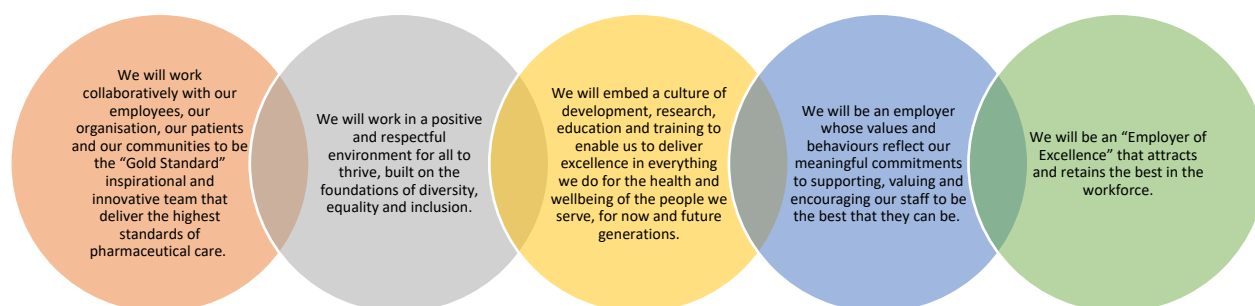 We will work
collaboratively with our
employees, our
organisation, our patients
and our communities to be
the “Gold Standard”
inspirational and
innovative team that
deliver the highest
standards of
pharmaceutical care.
We will work in a positive
and respectful
environment for all to
thrive, built on the
foundations of diversity,
equality and inclusion.
We will embed a culture of
development, research,
education and training to
enable us to deliver
excellence in everything
we do for the health and
wellbeing of the people we
serve, for now and future
generations.
We will be an employer
whose values and
behaviours reflect our
meaningful commitments
to supporting, valuing and
encouraging our staff to be
the best that they can be.
We will be an “Employer of
Excellence” that attracts
and retains the best in the
workforce.